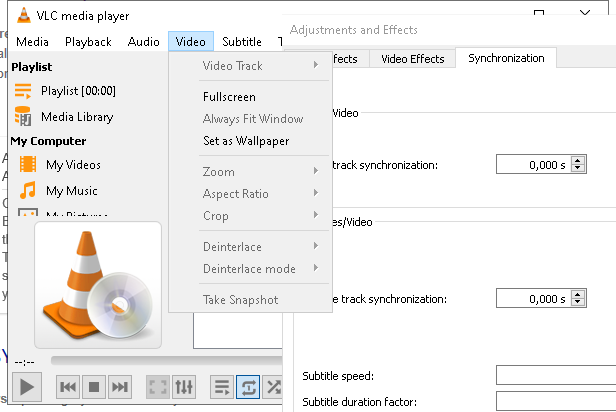 VLC media player
Adjustments and Effects
Media Playback Audio Video Subtitle
Video Effects Synchronization
Playlist
Playlist [00:00]
Media Library
My Computer
My Videos
My Music
My Pictures
Video Track
Fullscreen
Always Fit Window
Set as Wallpaper
Zoom
Aspect Ratio
Crop
Deinterlace
Deinterlace mode
Take Snapshot
/Video
track synchronization: 0,000 s
es/Video
e track synchronization: 0,000 s
Subtitle speed:
Subtitle duration factor:
--:--